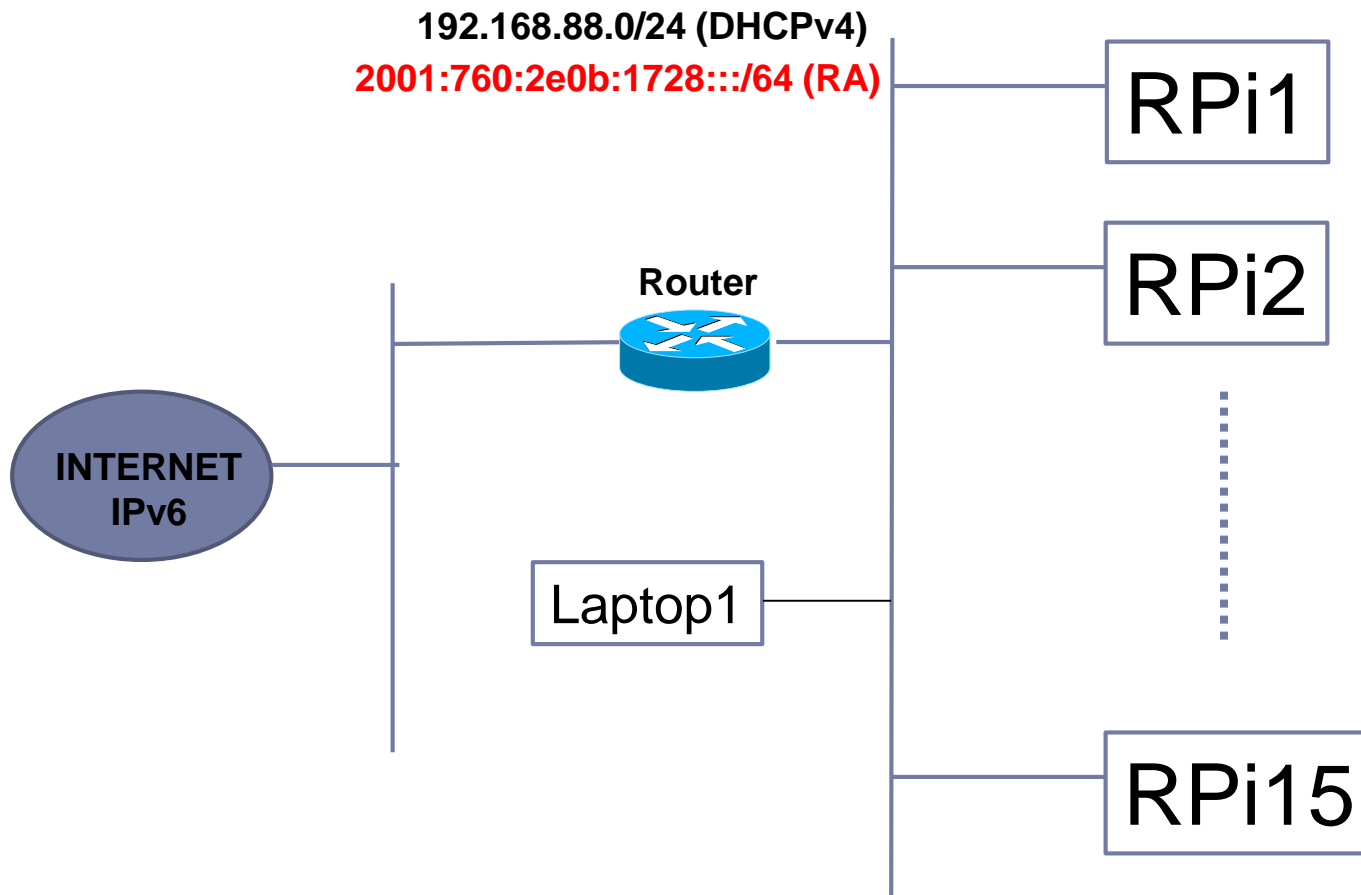 192.168.88.0/24 (DHCPv4)
2001:760:2e0b:1728:::/64 (RA)
RPi1
RPi2
Router
INTERNET
IPv6
Laptop1
RPi15